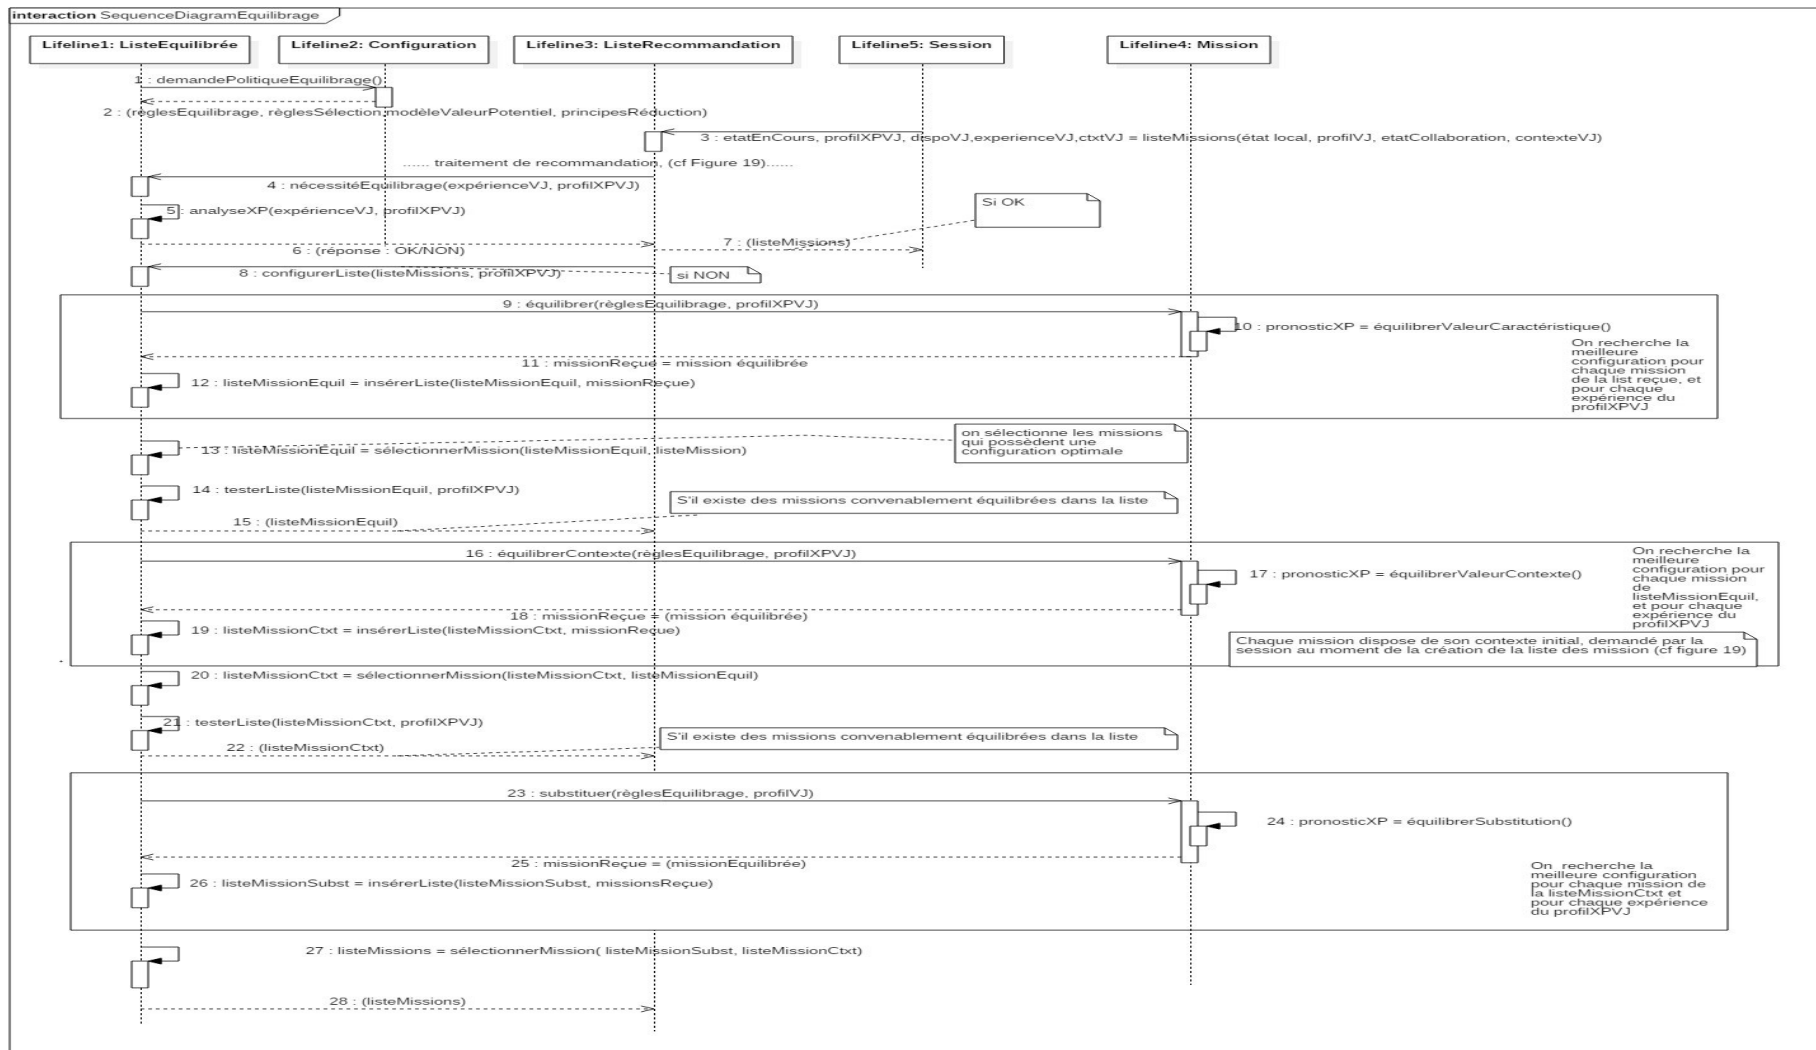 interaction SequenceDiagramEquilibrage
Lifeline1: ListeEquilibrée
Lifeline2: Configuration
Lifeline3: ListeRecommandation
Lifeline5: Session
Lifeline4: Mission
1 : demandePolitiqueEquilibrage()
2 : (règlesEquilibrage, règlesSélection,modèleValeurPotentiel, principesRéduction)
3 : etatEnCours, profilXPVJ, dispoVJ,experienceVJ,ctxtVJ = listeMissions(état local, profilVJ, etatCollaboration, contexteVJ)
...... traitement de recommandation, (cf Figure 19)......
4 : nécessitéEquilibrage(expérienceVJ, profilXPVJ)
5 : analyseXP(expérienceVJ, profilXPVJ)
Si OK
6 : (réponse : OK/NON)
7 : (listeMissions)
8 : configurerListe(listeMissions, profilXPVJ)
si NON
9 : équilibrer(règlesEquilibrage, profilXPVJ)
10 : pronosticXP = équilibrerValeurCaractéristique()
11 : missionReçue = mission équilibrée
On recherche la
meilleure
configuration pour
chaque mission
de la list reçue, et
pour chaque
expérience du
profilXPVJ
12 : listeMissionEquil = insérerListe(listeMissionEquil, missionReçue)
on sélectionne les missions
qui possèdent une
configuration optimale
13 : listeMissionEquil = sélectionnerMission(listeMissionEquil, listeMission)
14 : testerListe(listeMissionEquil, profilXPVJ)
S'il existe des missions convenablement équilibrées dans la liste
15 : (listeMissionEquil)
16 : équilibrerContexte(règlesEquilibrage, profilXPVJ)
On recherche la
meilleure
configuration pour
chaque mission
de
listeMissionEquil,
et pour chaque
expérience du
profilXPVJ
17 : pronosticXP = équilibrerValeurContexte()
18 : missionReçue = (mission équilibrée)
19 : listeMissionCtxt = insérerListe(listeMissionCtxt, missionReçue)
Chaque mission dispose de son contexte initial, demandé par la
session au moment de la création de la liste des mission (cf figure 19)
20 : listeMissionCtxt = sélectionnerMission(listeMissionCtxt, listeMissionEquil)
21 : testerListe(listeMissionCtxt, profilXPVJ)
S'il existe des missions convenablement équilibrées dans la liste
22 : (listeMissionCtxt)
23 : substituer(règlesEquilibrage, profilVJ)
24 : pronosticXP = équilibrerSubstitution()
25 : missionReçue = (missionEquilibrée)
On  recherche la
meilleure configuration
pour chaque mission de
la listeMissionCtxt et
pour chaque expérience
du profilXPVJ
26 : listeMissionSubst = insérerListe(listeMissionSubst, missionsReçue)
27 : listeMissions = sélectionnerMission( listeMissionSubst, listeMissionCtxt)
28 : (listeMissions)